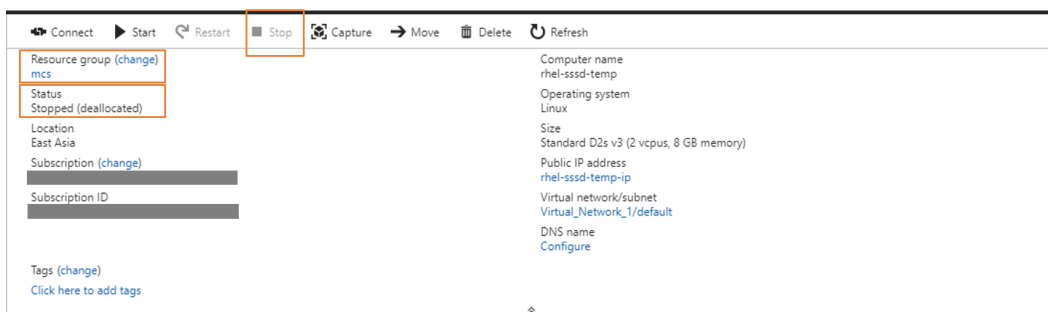 Connect Start Restart Stop Capture Move Delete Refresh
Resource group (change)
mcs
Status
Stopped (deallocated)
Location
East Asia
Subscription (change)
Subscription ID
Tags (change)
Click here to add tags
Computer name
rhel-sssd-temp
Operating system
Linux
Size
Standard D2s v3 (2 vcpus, 8 GB memory)
Public IP address
rhel-sssd-temp-ip
Virtual network/subnet
Virtual_Network_1/default
DNS name
Configure